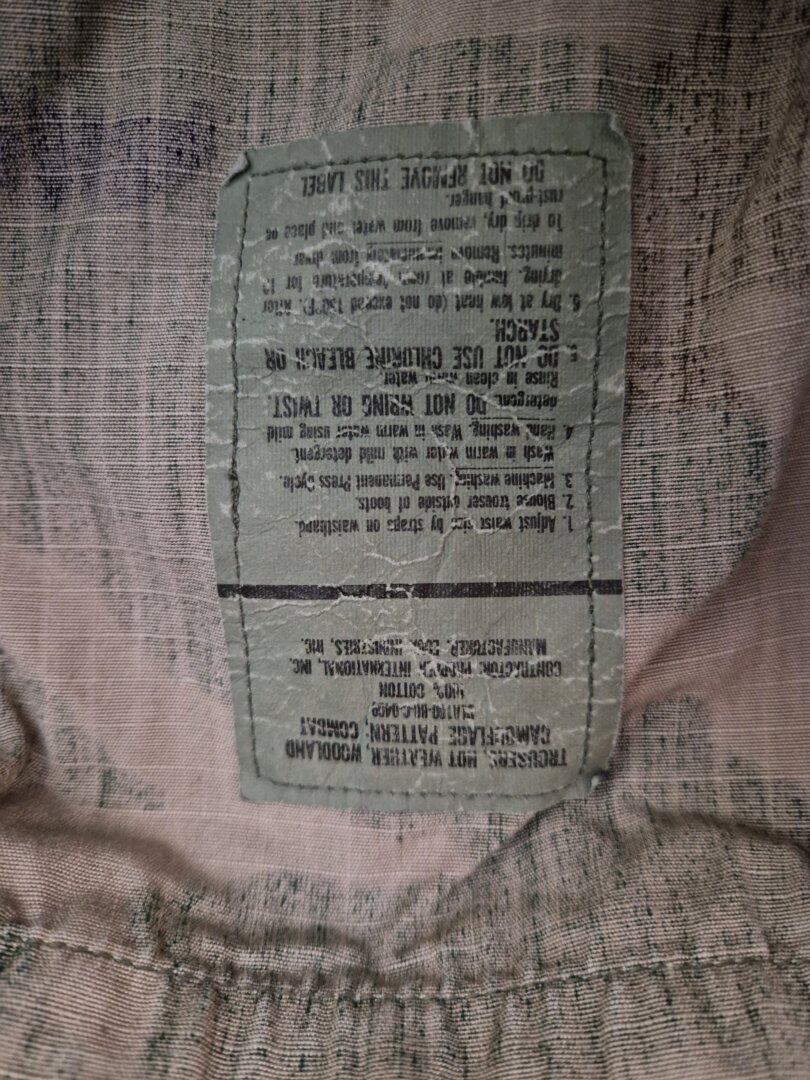 TROUSERS, HOT WEATHER, WOODLAND
CAMOUFLAGE PATTERN, COMBAT
100% COTTON
CONTRACTOR: PROPPER INTERNATIONAL, INC.
MANUFACTURER: EDCA INDUSTRIES, INC.
1. Adjust waist size by straps on waistband.
2. Blouse trouser outside of boots.
3. Machine washing. Use Permanent Press Cycle.
Wash in warm water with mild detergent.
4. Hand washing. Wash in warm water using mild
detergent. DO NOT WRING OR TWIST.
Rinse in clean warm water.
5. DO NOT USE CHLORINE BLEACH OR
STARCH.
6. Dry at low heat (do not exceed 130°F). After
drying, tumble at room temperature for 10
minutes. Remove immediately from dryer
To drip dry, remove from water and place on
rust-proof hanger.
DO NOT REMOVE THIS LABEL